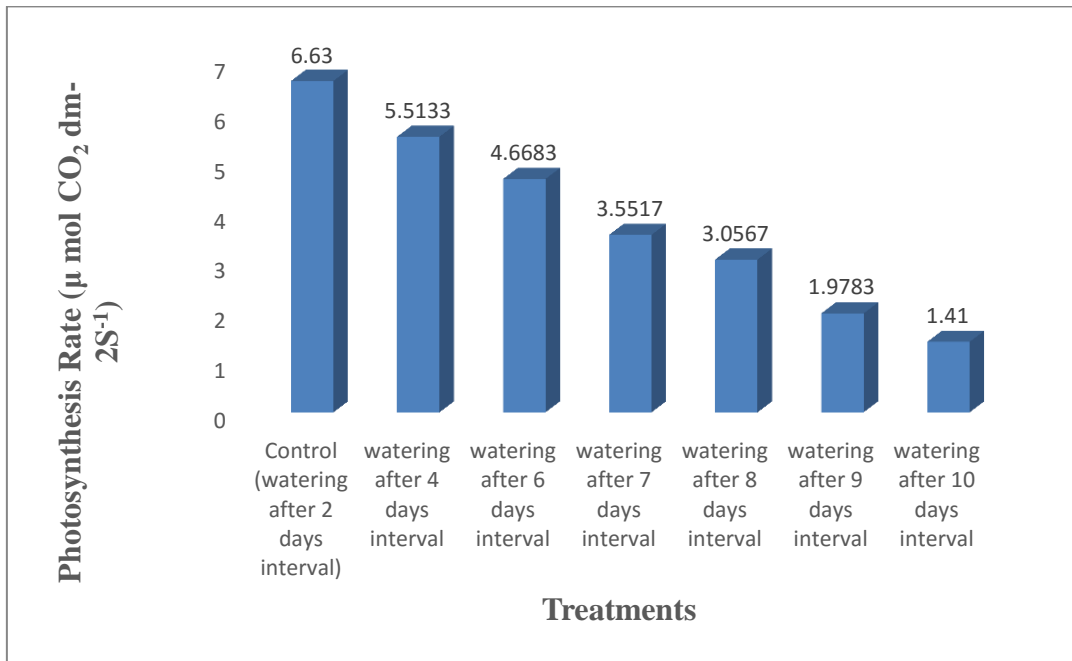 Photosynthesis Rate (µ mol CO₂ dm-
2S⁻¹)
7
6
5
4
3
2
1
0
6.63
5.5133
4.6683
3.5517
3.0567
1.9783
1.41
Control
(watering
after 2
days
interval)
watering
after 4
days
interval
watering
after 6
days
interval
watering
after 7
days
interval
watering
after 8
days
interval
watering
after 9
days
interval
watering
after 10
days
interval
Treatments